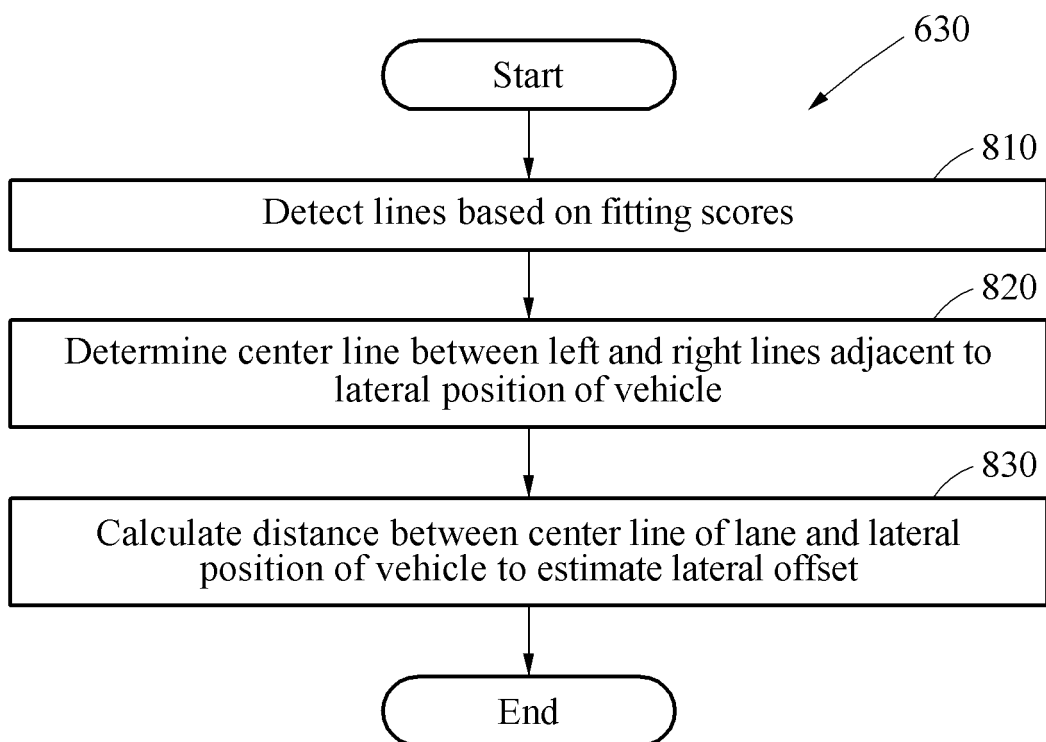 630
Start
810
Detect lines based on fitting scores
820
Determine center line between left and right lines adjacent to
lateral position of vehicle
830
Calculate distance between center line of lane and lateral
position of vehicle to estimate lateral offset
End